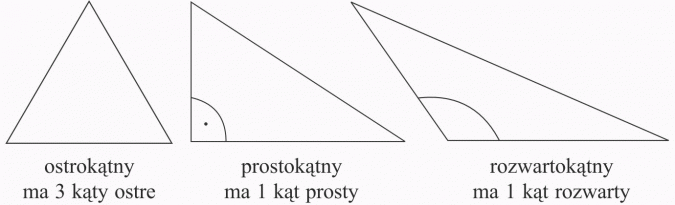 ostrokątny
ma 3 kąty ostre
prostokątny
ma 1 kąt prosty
rozwartokątny
ma 1 kąt rozwarty